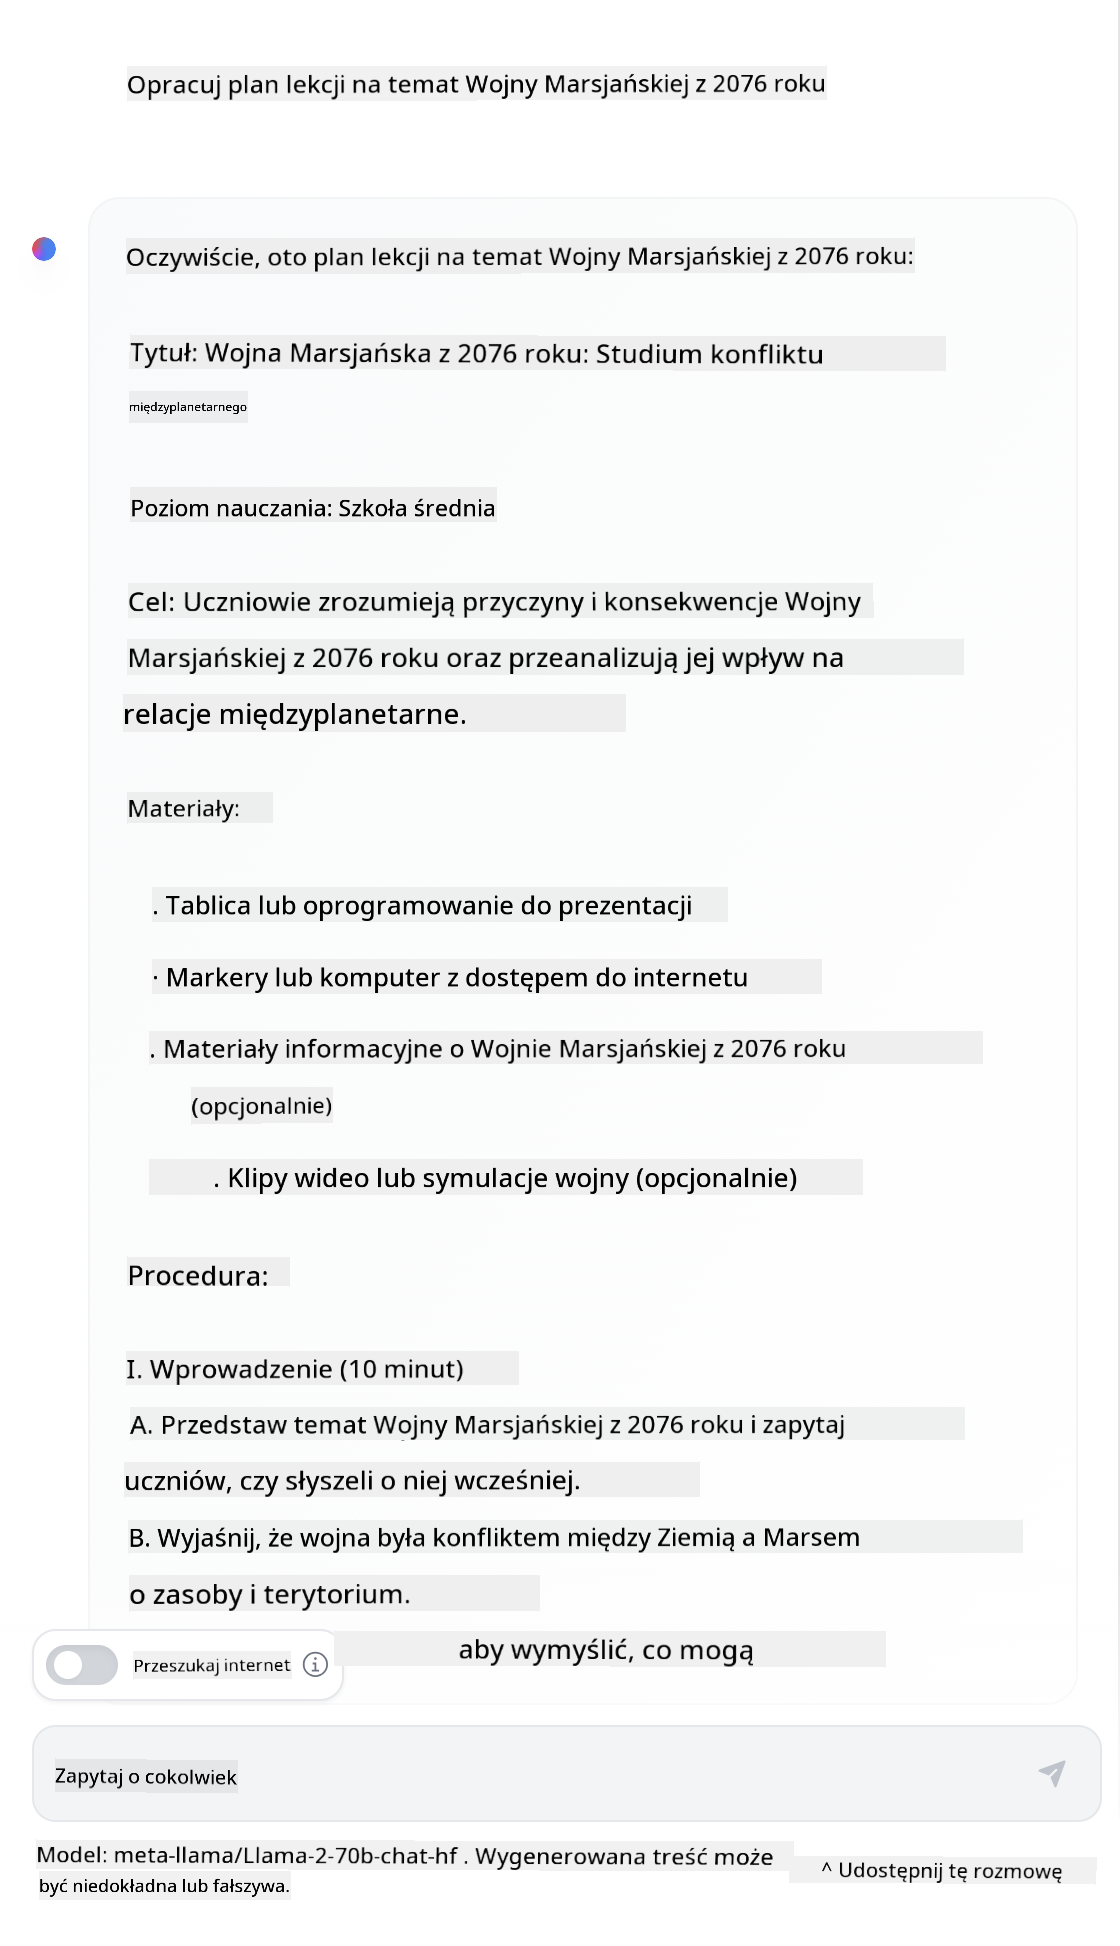 Opracuj plan lekcji na temat Wojny Marsjańskiej z 2076 roku
Oczywiście, oto plan lekcji na temat Wojny Marsjańskiej z 2076 roku:
Tytuł: Wojna Marsjańska z 2076 roku: Studium konfliktu
międzyplanetarnego
Poziom nauczania: Szkoła średnia
Cel: Uczniowie zrozumieją przyczyny i konsekwencje Wojny
Marsjańskiej z 2076 roku oraz przeanalizują jej wpływ na
relacje międzyplanetarne.
Materiały:
. Tablica lub oprogramowanie do prezentacji
· Markery lub komputer z dostępem do internetu
. Materiały informacyjne o Wojnie Marsjańskiej z 2076 roku
(opcjonalnie)
. Klipy wideo lub symulacje wojny (opcjonalnie)
Procedura:
I. Wprowadzenie (10 minut)
A. Przedstaw temat Wojny Marsjańskiej z 2076 roku i zapytaj
uczniów, czy słyszeli o niej wcześniej.
B. Wyjaśnij, że wojna była konfliktem między Ziemią a Marsem
o zasoby i terytorium.
aby wymyślić, co mogą
Przeszukaj internet
Zapytaj o cokolwiek
Model: meta-llama/Llama-2-70b-chat-hf . Wygenerowana treść może
być niedokładna lub fałszywa.
^ Udostępnij tę rozmowę